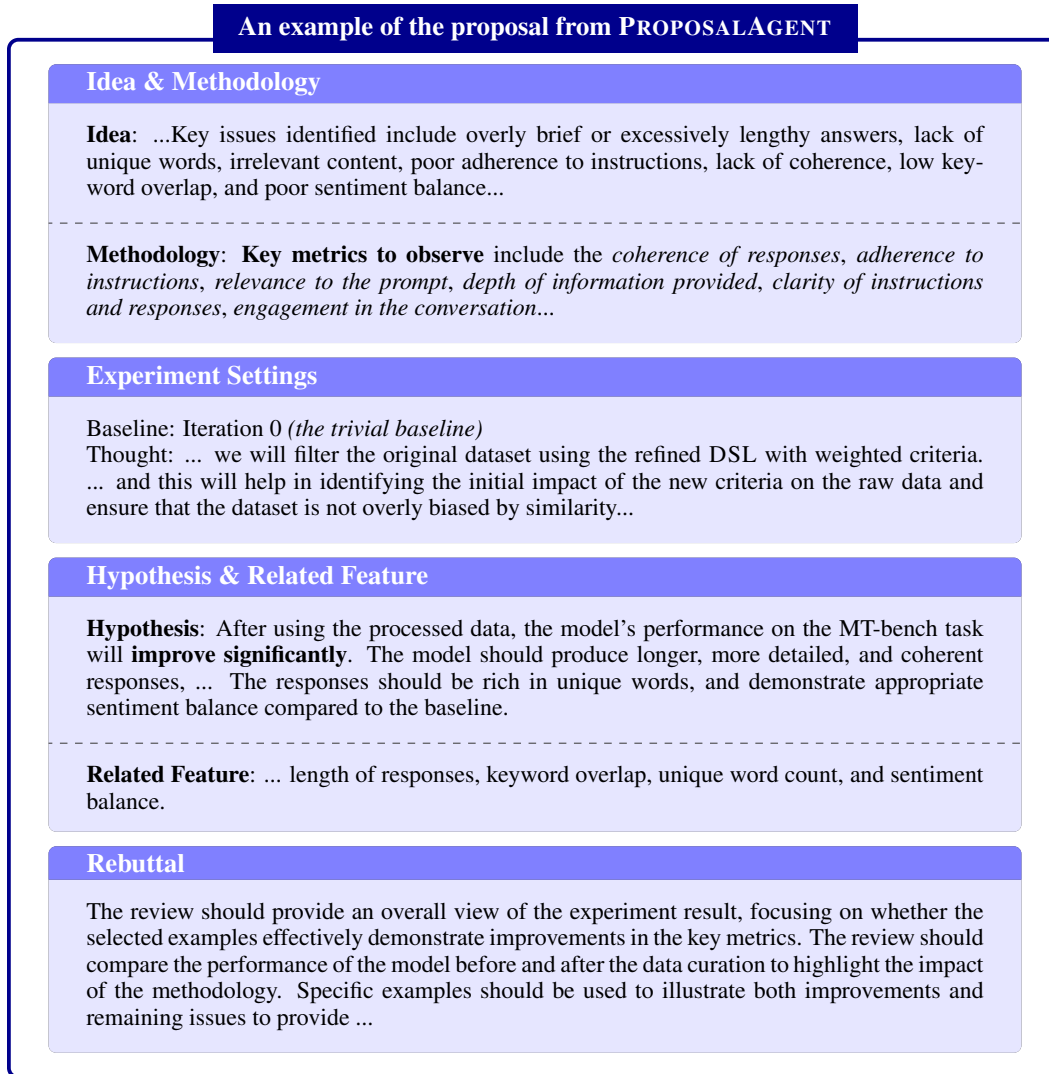 An example of the proposal from PROPOSALAGENT
Idea & Methodology
Idea: ...Key issues identified include overly brief or excessively lengthy answers, lack of
unique words, irrelevant content, poor adherence to instructions, lack of coherence, low key-
word overlap, and poor sentiment balance...
Methodology: Key metrics to observe include the coherence of responses, adherence to
instructions, relevance to the prompt, depth of information provided, clarity of instructions
and responses, engagement in the conversation...
Experiment Settings
Baseline: Iteration 0 (the trivial baseline)
Thought: ... we will filter the original dataset using the refined DSL with weighted criteria.
... and this will help in identifying the initial impact of the new criteria on the raw data and
ensure that the dataset is not overly biased by similarity...
Hypothesis & Related Feature
Hypothesis: After using the processed data, the model's performance on the MT-bench task
will improve significantly. The model should produce longer, more detailed, and coherent
responses, ... The responses should be rich in unique words, and demonstrate appropriate
sentiment balance compared to the baseline.
Related Feature: ... length of responses, keyword overlap, unique word count, and sentiment
balance.
Rebuttal
The review should provide an overall view of the experiment result, focusing on whether the
selected examples effectively demonstrate improvements in the key metrics. The review should
compare the performance of the model before and after the data curation to highlight the impact
of the methodology. Specific examples should be used to illustrate both improvements and
remaining issues to provide ...